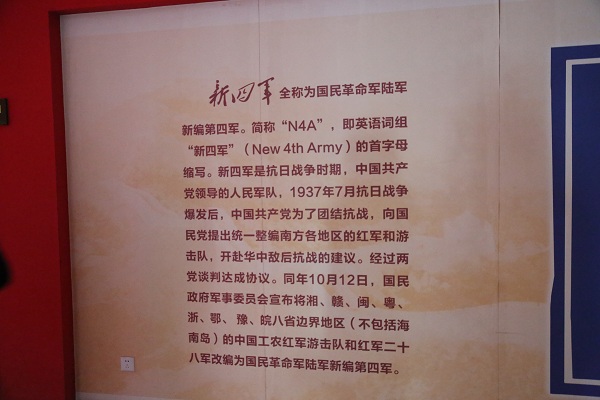 新四军 全称为国民革命军陆军
新编第四军。简称“N4A”，即英语词组
“新四军”（New 4th Army）的首字母
缩写。新四军是抗日战争时期，中国共产
党领导的人民军队，1937年7月抗日战争
爆发后，中国共产党为了团结抗战，向国
民党提出统一整编南方各地区的红军和游
击队，开赴华中敌后抗战的建议。经过两
党谈判达成协议。同年10月12日，国民
政府军事委员会宣布将湘、赣、闽、粤、
浙、鄂、豫、皖八省边界地区（不包括海
南岛）的中国工农红军游击队和红军二十
八军改编为国民革命军陆军新编第四军。